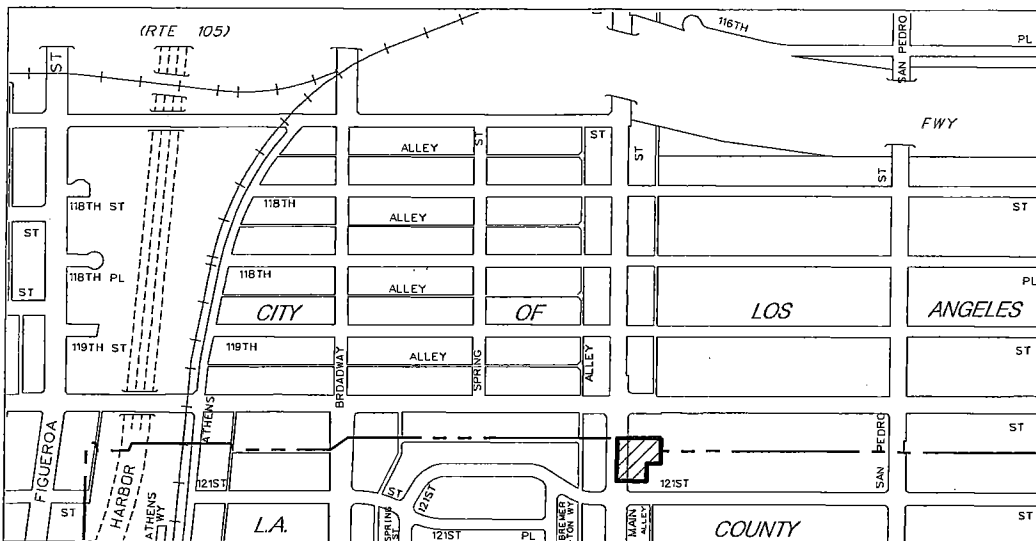 (RTE 105)
116TH
SAN PEDRO
PL
ST
FWY
ALLEY
ST
ST
ST
ST
118TH ST
118TH
ALLEY
ST
ST
118TH PL
118TH
ALLEY
ST
PL
CITY OF LOS ANGELES
119TH ST
119TH
ALLEY
ST
BROADWAY
SPRING
ALLEY
ATHENS
FIGUEROA
SAN PEDRO
ST
HARBOR
121ST
ST
121ST
121ST
ST
ATHENS WY
L.A.
SPRING ST
121ST PL
BREMERTON WY
MAIN
ALLEY
COUNTY
ST